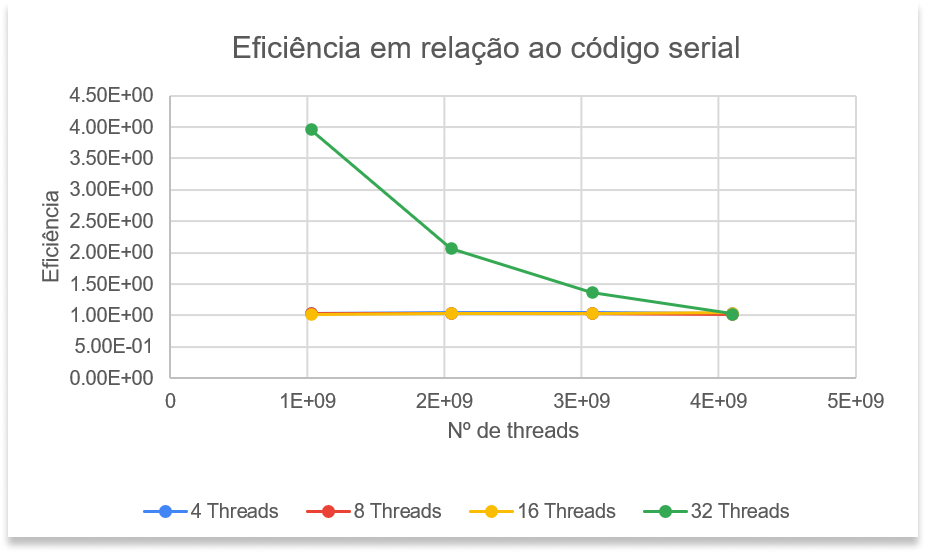 Eficiência em relação ao código serial
4.50E+00
4.00E+00
3.50E+00
3.00E+00
2.50E+00
2.00E+00
1.50E+00
1.00E+00
5.00E-01
0.00E+00
Eficiência
0 1E+09 2E+09 3E+09 4E+09 5E+09
Nº de threads
4 Threads 8 Threads 16 Threads 32 Threads